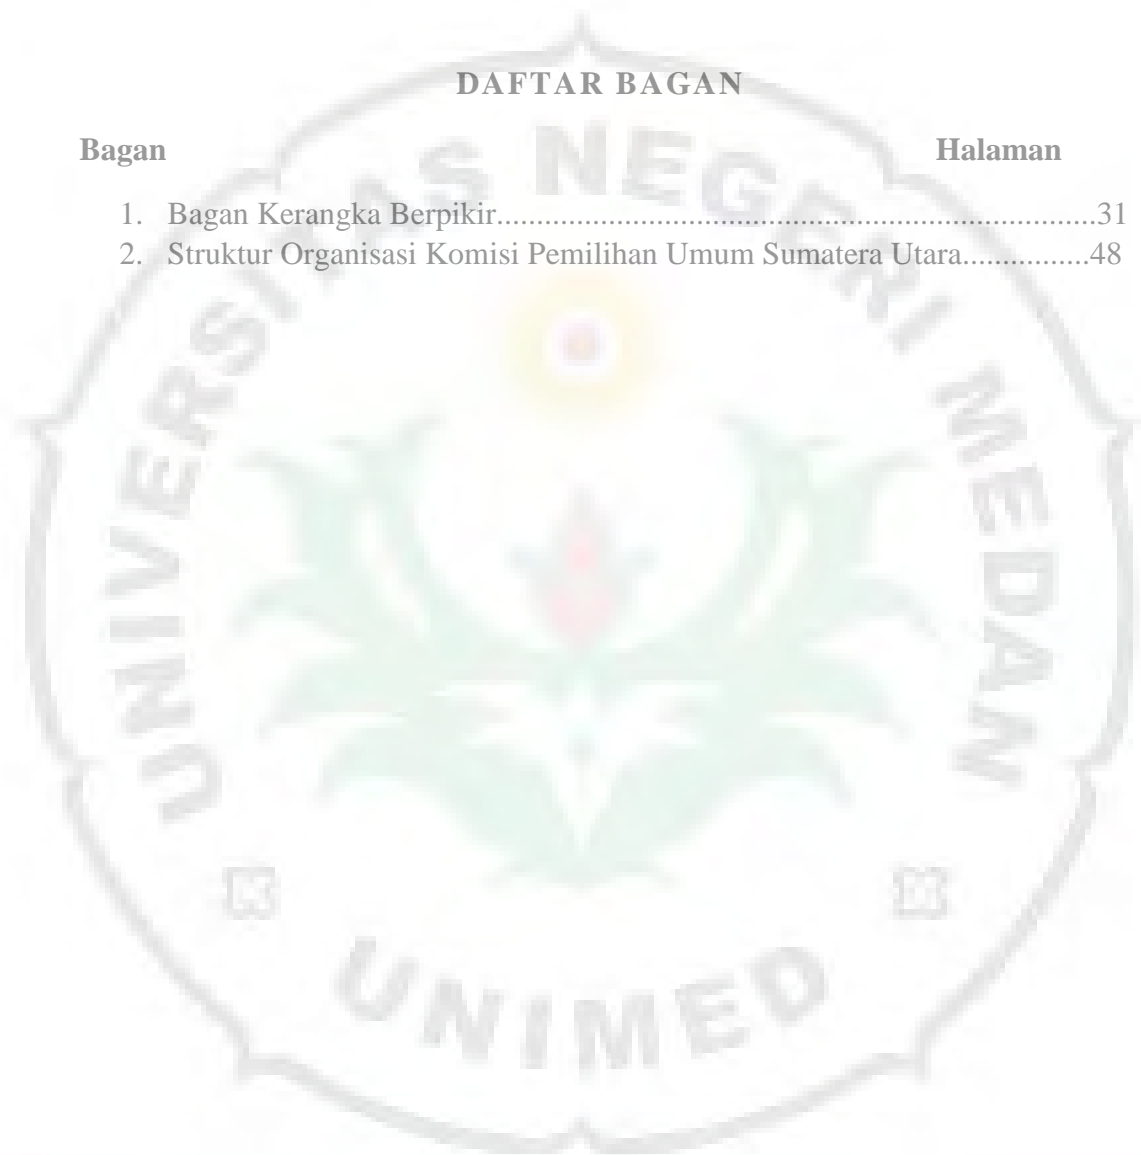 DAFTAR BAGAN
Bagan Halaman
1. Bagan Kerangka Berpikir...........................................................................31
2. Struktur Organisasi Komisi Pemilihan Umum Sumatera Utara................48
UNIVERSITAS NEGERI MEDAN
UNIMED